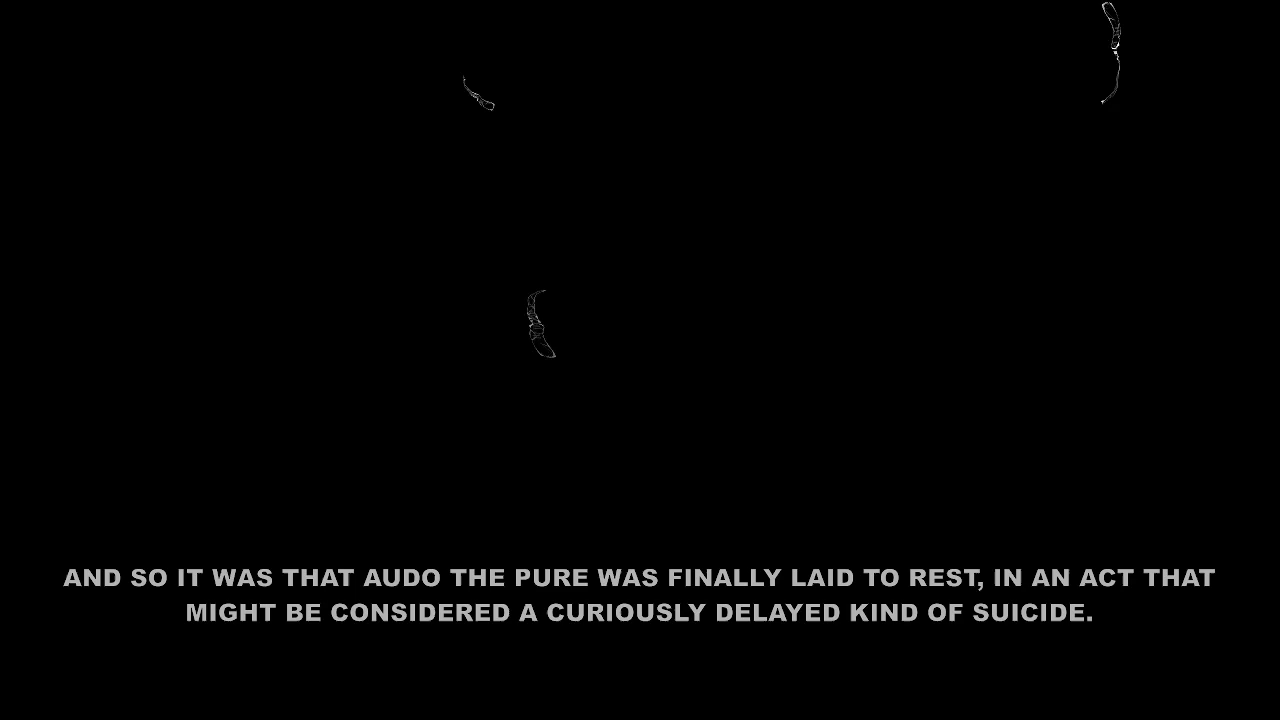 AND SO IT WAS THAT AUDO THE PURE WAS FINALLY LAID TO REST, IN AN ACT THAT
MIGHT BE CONSIDERED A CURIOUSLY DELAYED KIND OF SUICIDE.